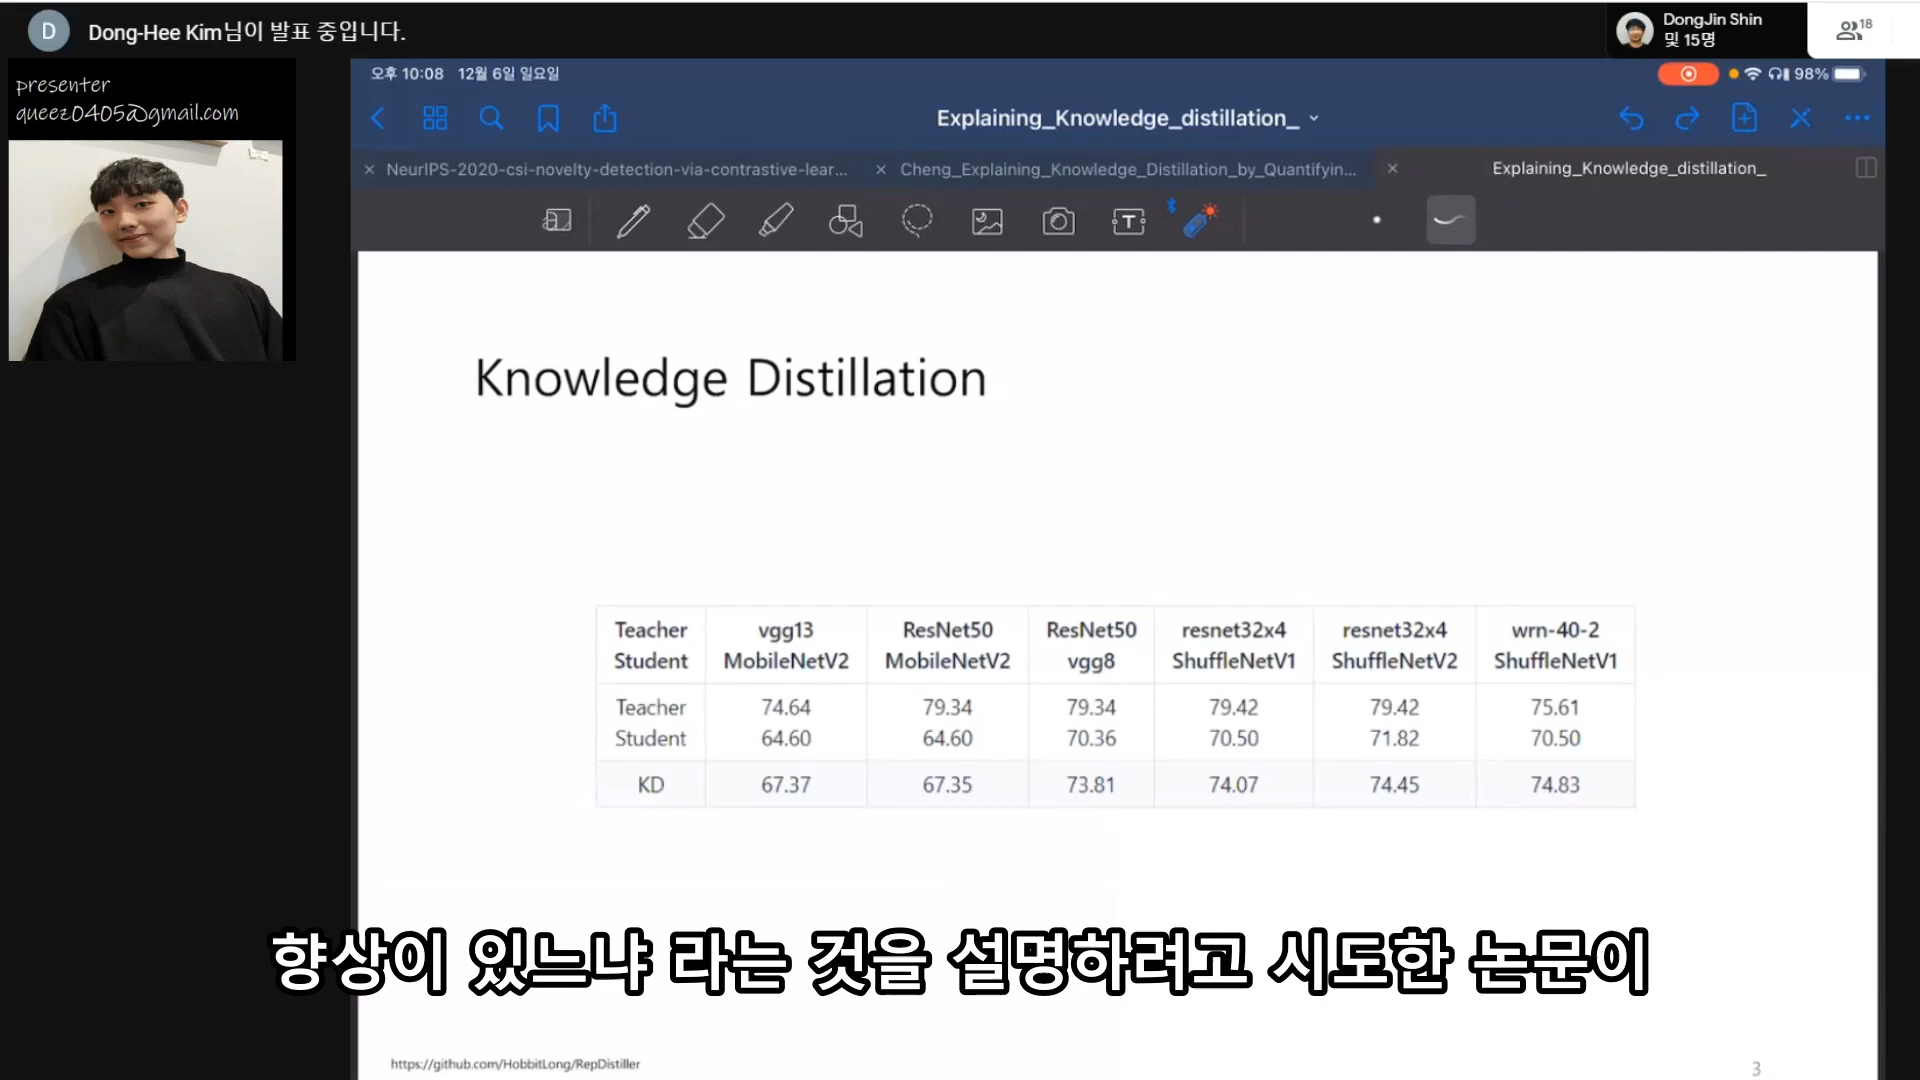 D Dong-Hee Kim님이 발표 중입니다.
DongJin Shin
및 15명
18
presenter
queez0405@gmail.com
오후 10:08 12월 6일 일요일
98%
Explaining_Knowledge_distillation_
NeurIPS-2020-csi-novelty-detection-via-contrastive-lear...
Cheng_Explaining_Knowledge_Distillation_by_Quantifyin...
Explaining_Knowledge_distillation_
Knowledge Distillation
Teacher vgg13 ResNet50 ResNet50 resnet32x4 resnet32x4 wrn-40-2
Student MobileNetV2 MobileNetV2 vgg8 ShuffleNetV1 ShuffleNetV2 ShuffleNetV1
Teacher 74.64 79.34 79.34 79.42 79.42 75.61
Student 64.60 64.60 70.36 70.50 71.82 70.50
KD 67.37 67.35 73.81 74.07 74.45 74.83
향상이 있느냐 라는 것을 설명하려고 시도한 논문이
https://github.com/HobbitLong/RepDistiller
3